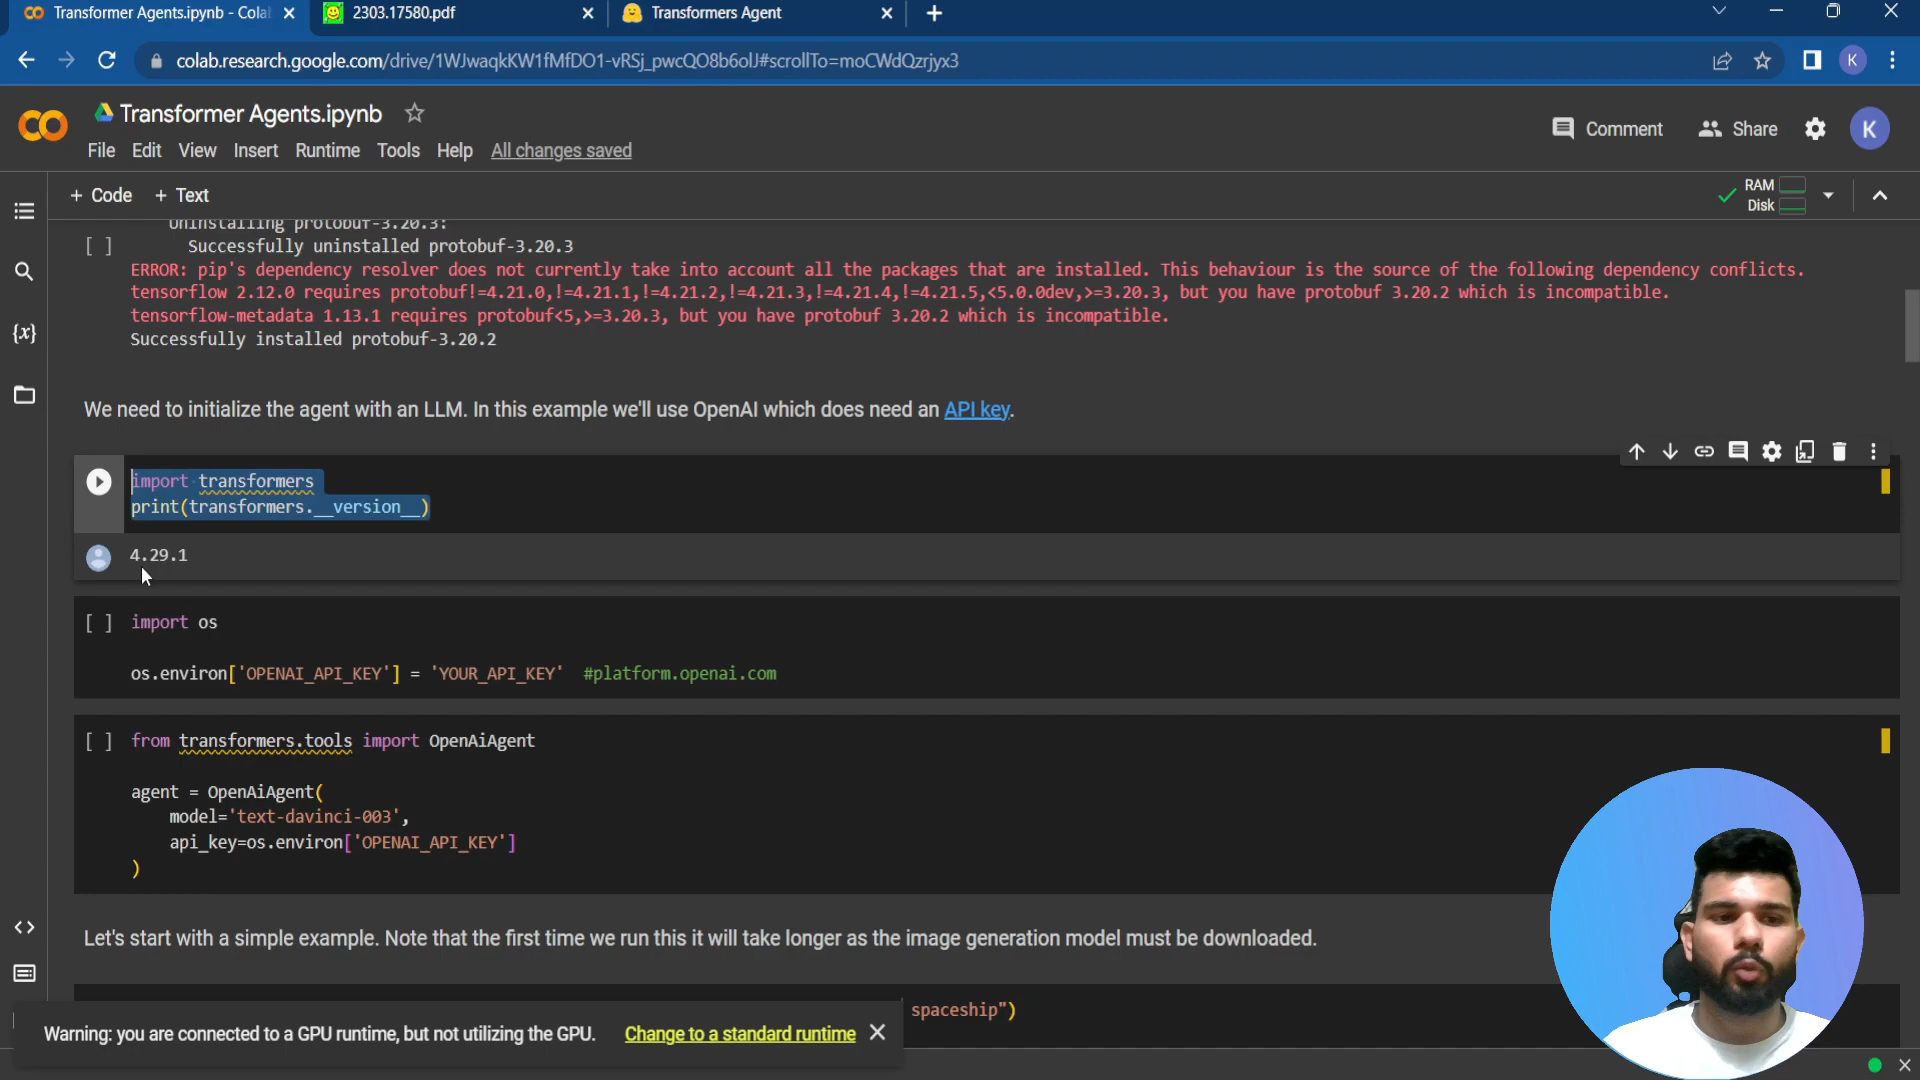 Transformer Agents.ipynb - Cola
2303.17580.pdf
Transformers Agent
colab.research.google.com/drive/1WJwaqkKW1fMfDO1-vRSj_pwcQO8b6olJ#scrollTo=moCWdQzrjyx3
K
Transformer Agents.ipynb
Comment
Share
K
File Edit View Insert Runtime Tools Help All changes saved
+ Code + Text
RAM
Disk
{x}
Uninstalling protobuf-3.20.3:
[ ] Successfully uninstalled protobuf-3.20.3
ERROR: pip's dependency resolver does not currently take into account all the packages that are installed. This behaviour is the source of the following dependency conflicts.
tensorflow 2.12.0 requires protobuf!=4.21.0,!=4.21.1,!=4.21.2,!=4.21.3,!=4.21.4,!=4.21.5,<5.0.0dev,>=3.20.3, but you have protobuf 3.20.2 which is incompatible.
tensorflow-metadata 1.13.1 requires protobuf<5,>=3.20.3, but you have protobuf 3.20.2 which is incompatible.
Successfully installed protobuf-3.20.2
We need to initialize the agent with an LLM. In this example we'll use OpenAI which does need an API key.
import transformers
print(transformers.__version__)
4.29.1
[ ] import os
os.environ['OPENAI_API_KEY'] = 'YOUR_API_KEY' #platform.openai.com
[ ] from transformers.tools import OpenAiAgent
agent = OpenAiAgent(
model='text-davinci-003',
api_key=os.environ['OPENAI_API_KEY']
)
Let's start with a simple example. Note that the first time we run this it will take longer as the image generation model must be downloaded.
spaceship")
Warning: you are connected to a GPU runtime, but not utilizing the GPU. Change to a standard runtime